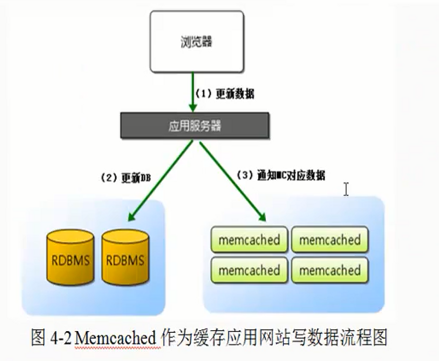 浏览器
(1) 更新数据
应用服务器
(2) 更新DB
(3) 通知MC对应数据
RDBMS RDBMS
memcached memcached
memcached memcached
图 4-2 Memcached 作为缓存应用网站写数据流程图